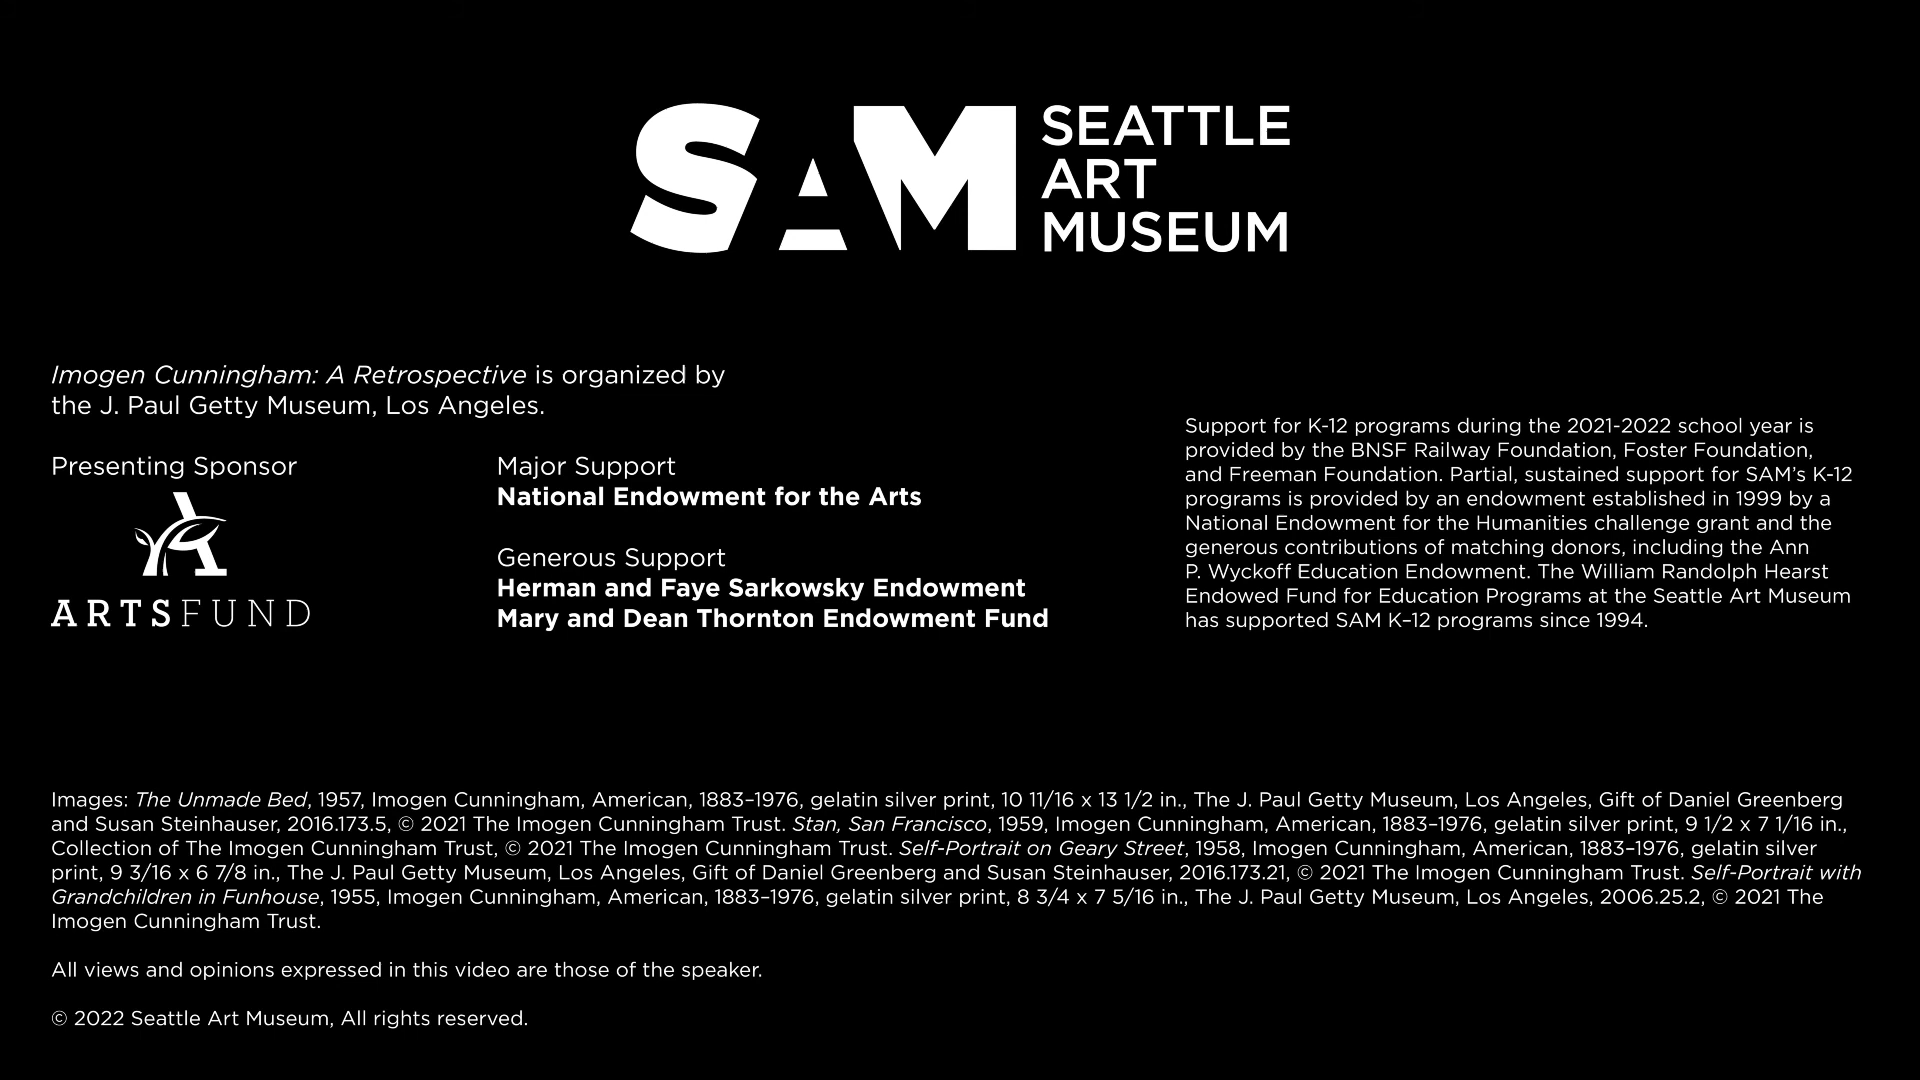 SAM
SEATTLE
ART
MUSEUM
Imogen Cunningham: A Retrospective is organized by
the J. Paul Getty Museum, Los Angeles.
Presenting Sponsor
ARTSFUND
Major Support
National Endowment for the Arts
Generous Support
Herman and Faye Sarkowsky Endowment
Mary and Dean Thornton Endowment Fund
Support for K-12 programs during the 2021-2022 school year is
provided by the BNSF Railway Foundation, Foster Foundation,
and Freeman Foundation. Partial, sustained support for SAM’s K-12
programs is provided by an endowment established in 1999 by a
National Endowment for the Humanities challenge grant and the
generous contributions of matching donors, including the Ann
P. Wyckoff Education Endowment. The William Randolph Hearst
Endowed Fund for Education Programs at the Seattle Art Museum
has supported SAM K–12 programs since 1994.
Images: The Unmade Bed, 1957, Imogen Cunningham, American, 1883–1976, gelatin silver print, 10 11/16 x 13 1/2 in., The J. Paul Getty Museum, Los Angeles, Gift of Daniel Greenberg
and Susan Steinhauser, 2016.173.5, © 2021 The Imogen Cunningham Trust. Stan, San Francisco, 1959, Imogen Cunningham, American, 1883–1976, gelatin silver print, 9 1/2 x 7 1/16 in.,
Collection of The Imogen Cunningham Trust, © 2021 The Imogen Cunningham Trust. Self-Portrait on Geary Street, 1958, Imogen Cunningham, American, 1883–1976, gelatin silver
print, 9 3/16 x 6 7/8 in., The J. Paul Getty Museum, Los Angeles, Gift of Daniel Greenberg and Susan Steinhauser, 2016.173.21, © 2021 The Imogen Cunningham Trust. Self-Portrait with
Grandchildren in Funhouse, 1955, Imogen Cunningham, American, 1883–1976, gelatin silver print, 8 3/4 x 7 5/16 in., The J. Paul Getty Museum, Los Angeles, 2006.25.2, © 2021 The
Imogen Cunningham Trust.
All views and opinions expressed in this video are those of the speaker.
© 2022 Seattle Art Museum, All rights reserved.